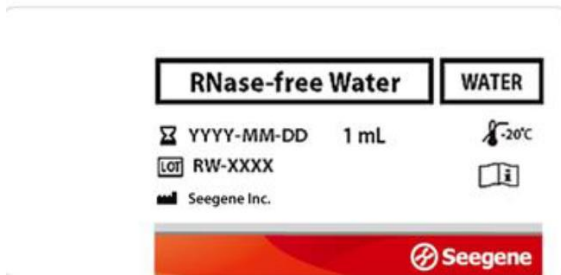 RNase-free Water WATER
YYYY-MM-DD 1 mL -20℃
LOT RW-XXXX
Seegene Inc.
Seegene